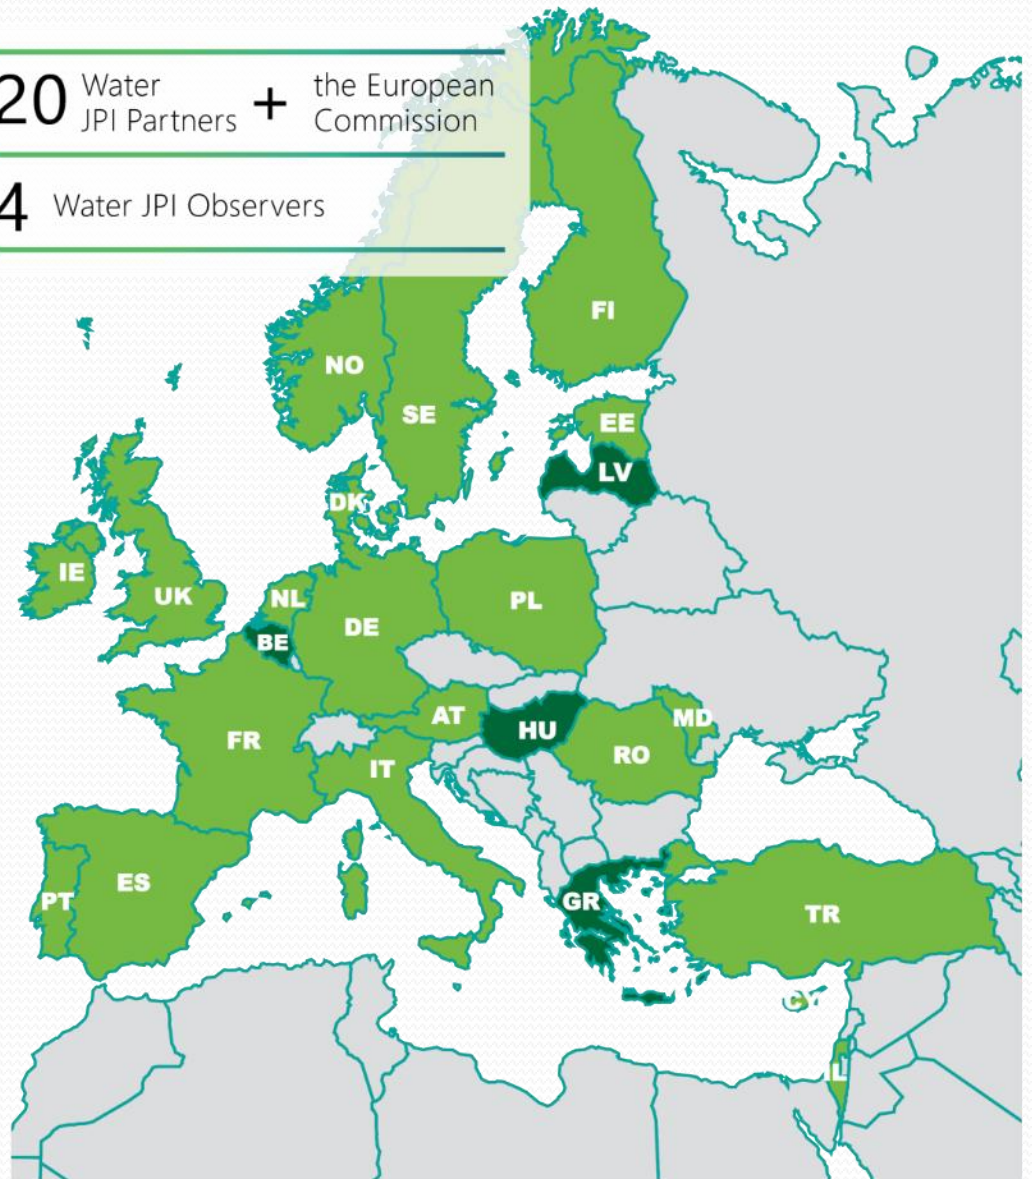 20 Water JPI Partners + the European Commission
4 Water JPI Observers
FI
NO
SE
EE
LV
DK
IE
UK
NL
PL
DE
BE
AT
MD
HU
FR
RO
IT
ES
PT
GR
TR
CY
IL